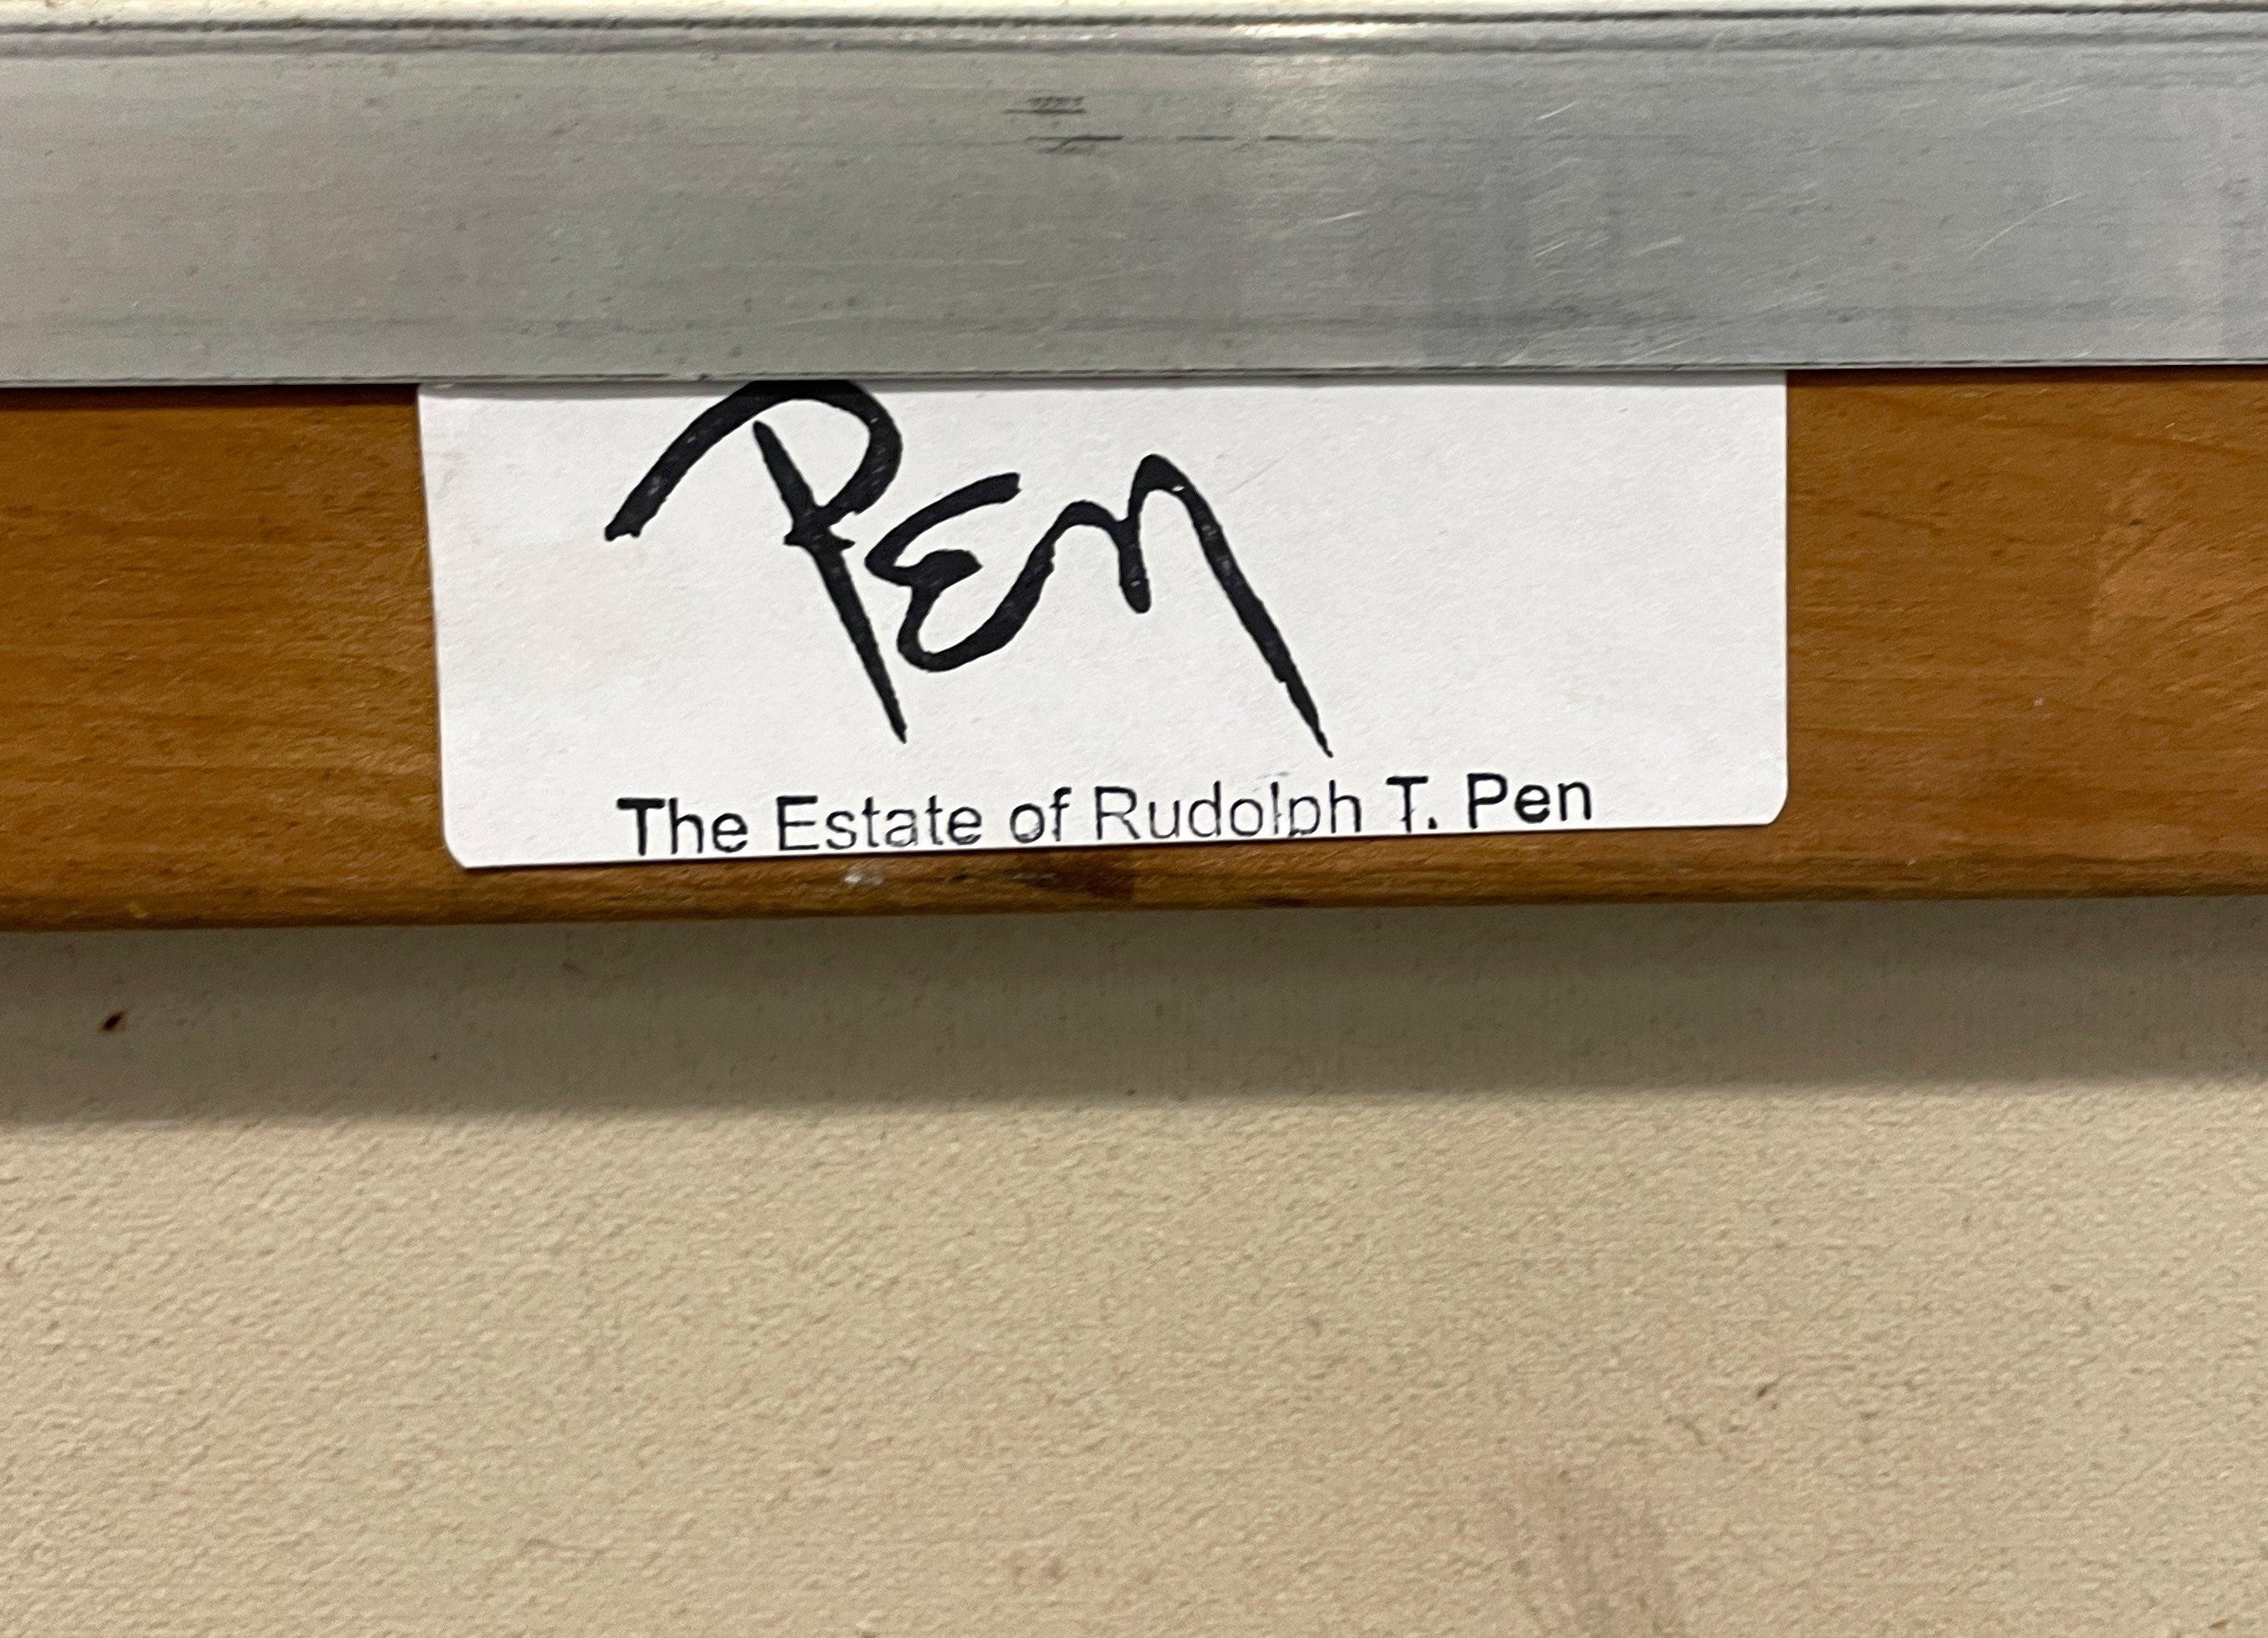 Pen
The Estate of Rudolph T. Pen